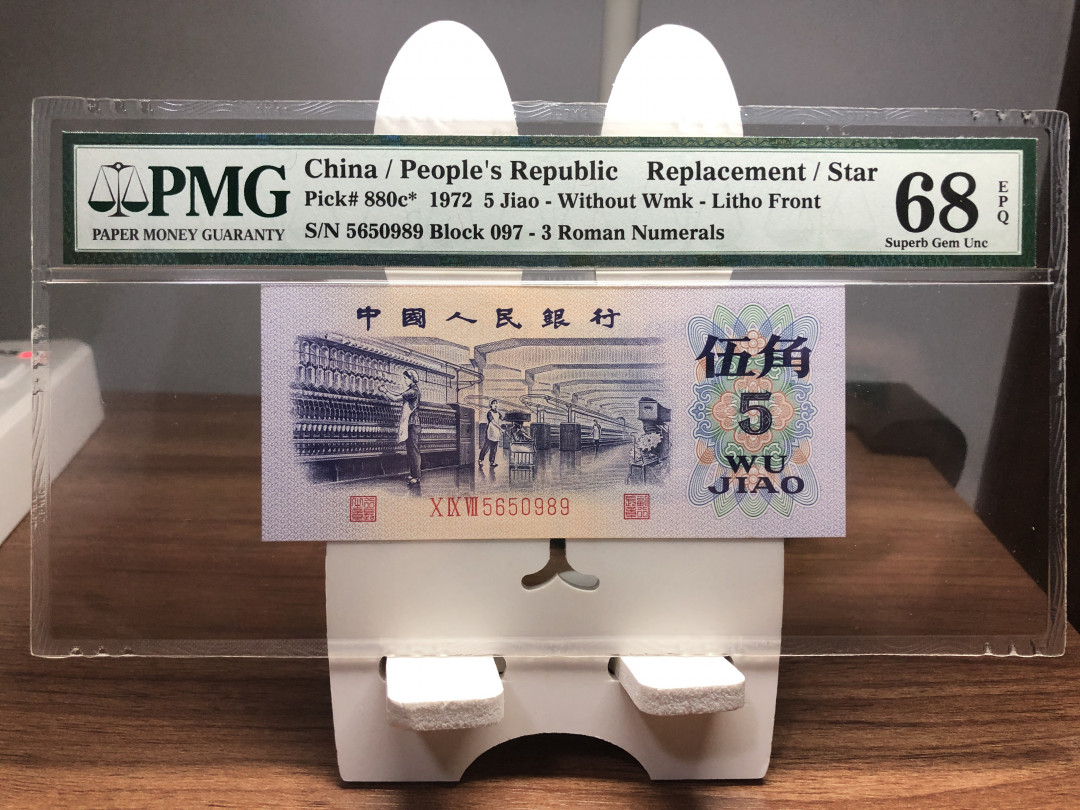 PMG
PAPER MONEY GUARANTY
China / People's Republic Replacement / Star
Pick# 880c* 1972 5 Jiao - Without Wmk - Litho Front
S/N 5650989 Block 097 - 3 Roman Numerals
68
EPQ
Superb Gem Unc
中國人民銀行
伍角
5
WU
JIAO
X IX VII 5650989